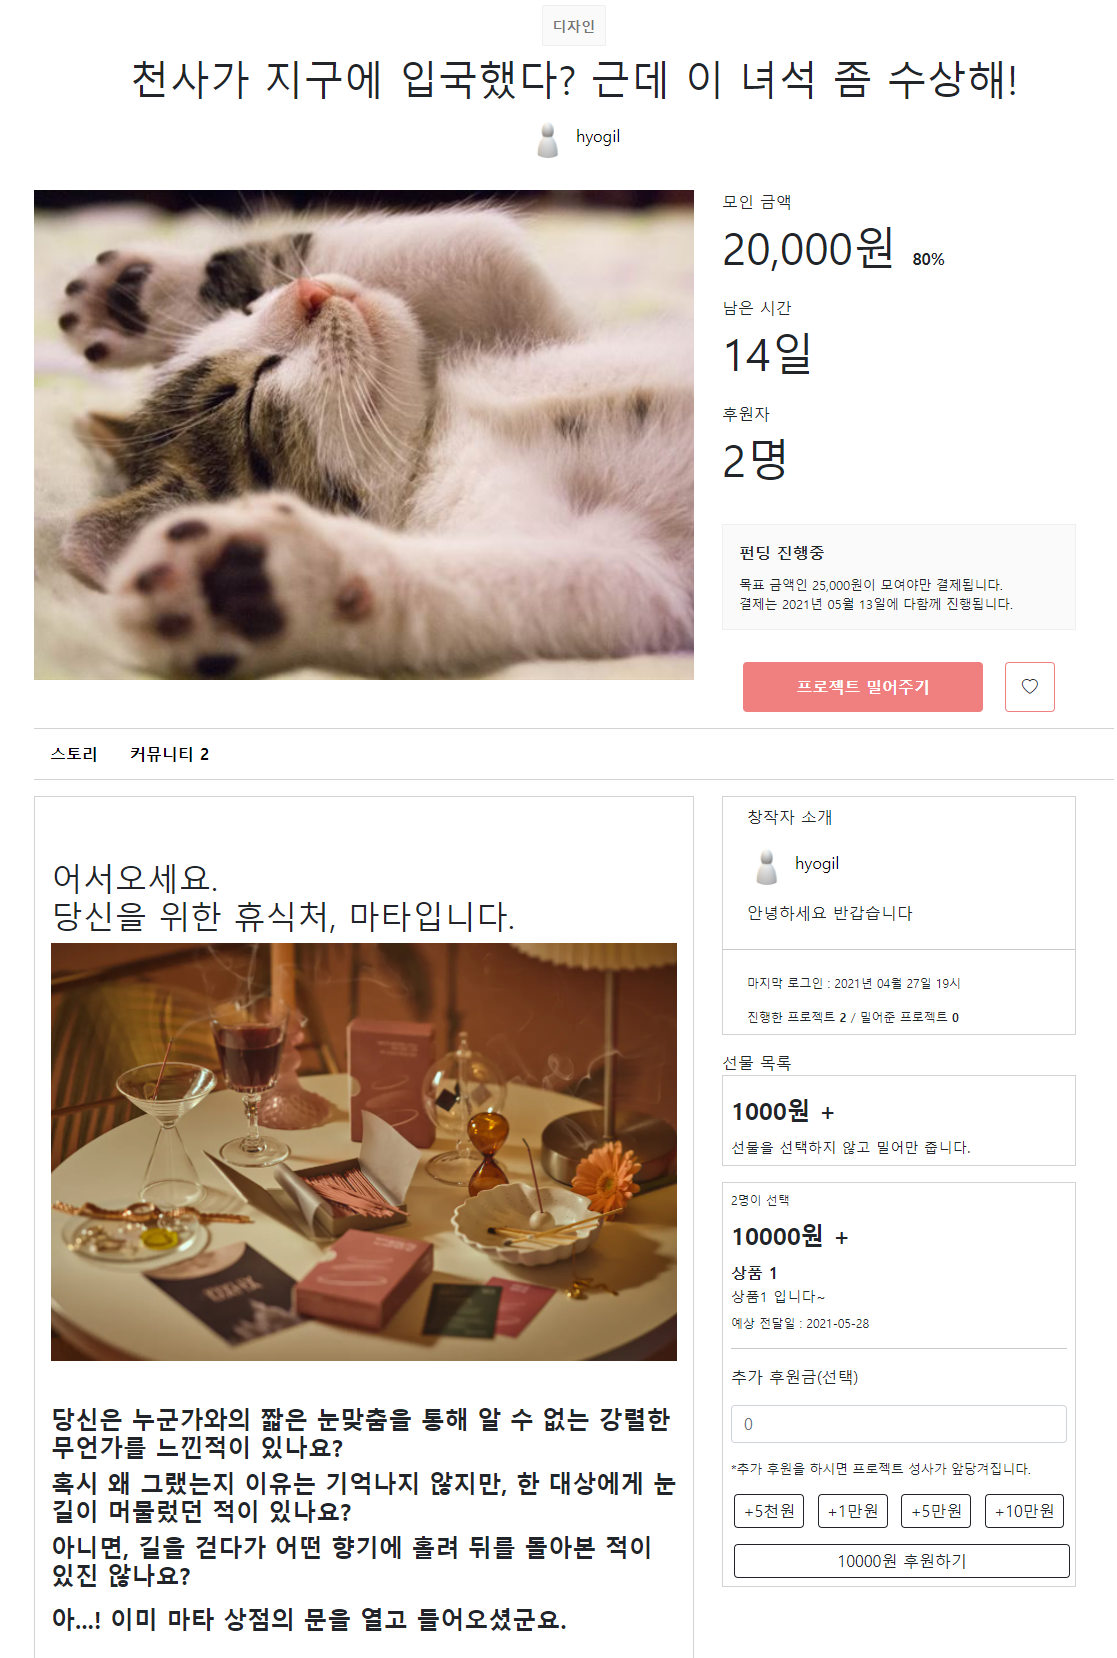 디자인
천사가 지구에 입국했다? 근데 이 녀석 좀 수상해!
hyogil
모인 금액
20,000원 80%
남은 시간
14일
후원자
2명
펀딩 진행중
목표 금액인 25,000원이 모여야만 결제됩니다.
결제는 2021년 05월 13일에 다함께 진행됩니다.
프로젝트 밀어주기
스토리 커뮤니티 2
어서오세요.
당신을 위한 휴식처, 마타입니다.
당신은 누군가와의 짧은 눈맞춤을 통해 알 수 없는 강렬한
무언가를 느낀적이 있나요?
혹시 왜 그랬는지 이유는 기억나지 않지만, 한 대상에게 눈
길이 머물렀던 적이 있나요?
아니면, 길을 걷다가 어떤 향기에 홀려 뒤를 돌아본 적이
있진 않나요?
아...! 이미 마타 상점의 문을 열고 들어오셨군요.
창작자 소개
hyogil
안녕하세요 반갑습니다
마지막 로그인 : 2021년 04월 27일 19시
진행한 프로젝트 2 / 밀어준 프로젝트 0
선물 목록
1000원 +
선물을 선택하지 않고 밀어만 줍니다.
2명이 선택
10000원 +
상품 1
상품1 입니다~
예상 전달일 : 2021-05-28
추가 후원금(선택)
0
*추가 후원을 하시면 프로젝트 성사가 앞당겨집니다.
+5천원 +1만원 +5만원 +10만원
10000원 후원하기